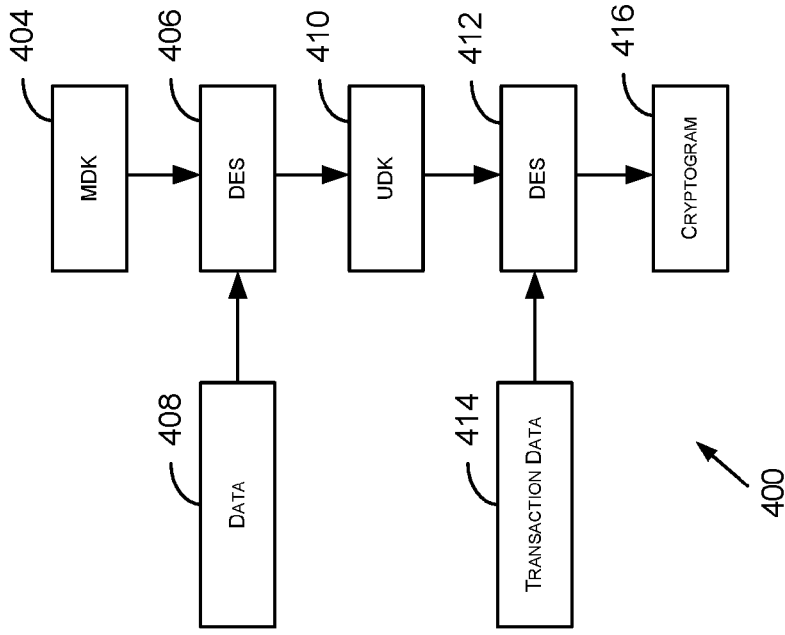 404
MDK
406
DES
408
DATA
410
UDK
412
DES
414
TRANSACTION DATA
416
CRYPTOGRAM
400